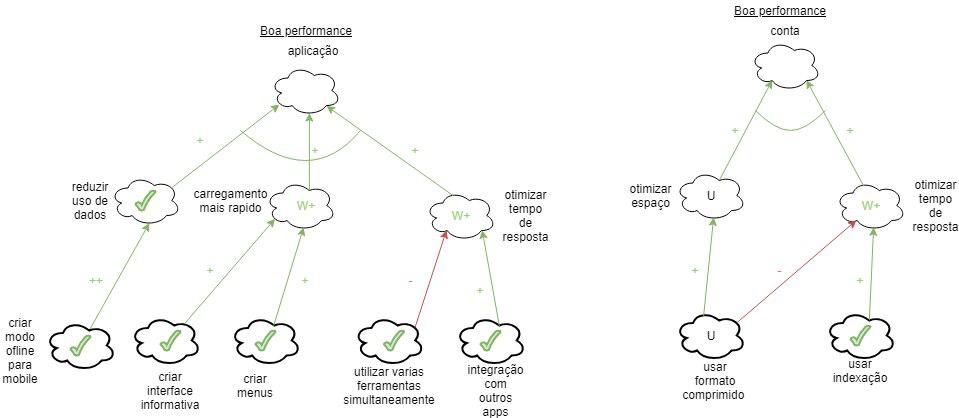 Boa performance
aplicação
Boa performance
conta
+
+
+
+
+
reduzir
uso de
dados
carregamento
mais rapido
W+
W+
otimizar
tempo
de
resposta
otimizar
espaço
U
W+
otimizar
tempo
de
resposta
++
+
+
-
+
+
-
+
criar
modo
ofline
para
mobile
criar
interface
informativa
criar
menus
utilizar varias
ferramentas
simultaneamente
integração
com
outros
apps
U
usar
formato
comprimido
usar
indexação